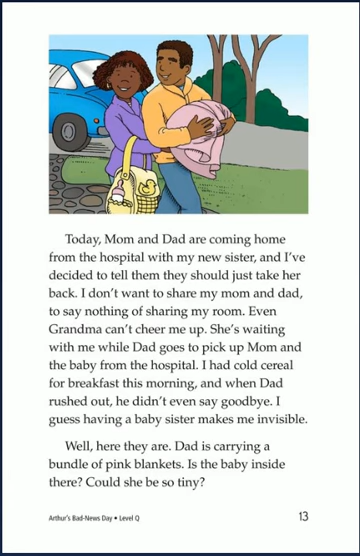 Today, Mom and Dad are coming home
from the hospital with my new sister, and I've
decided to tell them they should just take her
back. I don't want to share my mom and dad,
to say nothing of sharing my room. Even
Grandma can't cheer me up. She's waiting
with me while Dad goes to pick up Mom and
the baby from the hospital. I had cold cereal
for breakfast this morning, and when Dad
rushed out, he didn't even say goodbye. I
guess having a baby sister makes me invisible.
Well, here they are. Dad is carrying a
bundle of pink blankets. Is the baby inside
there? Could she be so tiny?
Arthur's Bad-News Day • Level Q
13